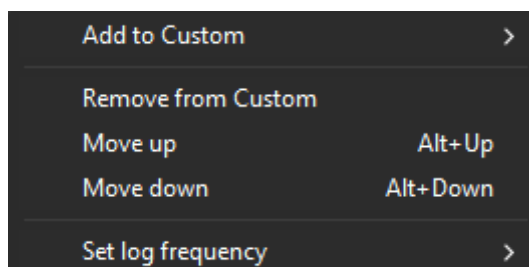 Add to Custom >
Remove from Custom
Move up Alt+Up
Move down Alt+Down
Set log frequency >